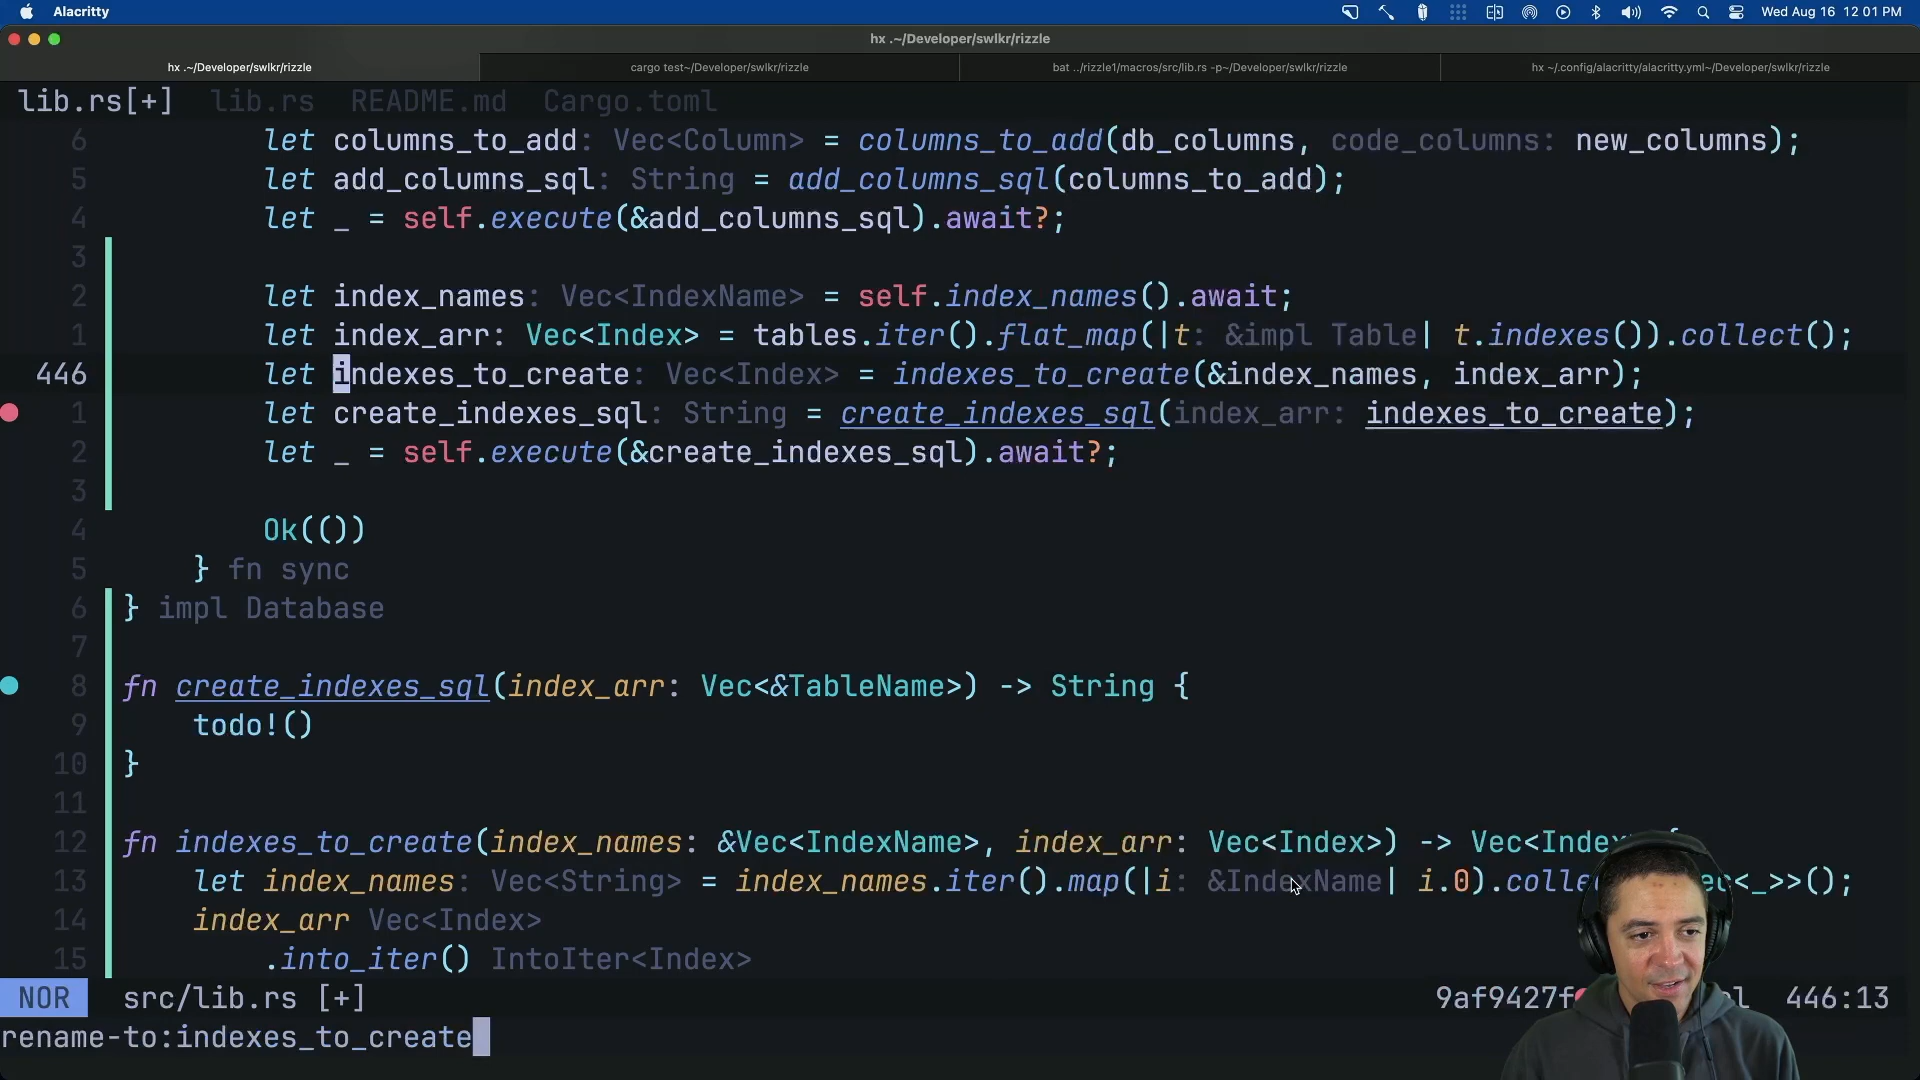 Alacritty
Wed Aug 16 12:01 PM
hx .~/Developer/swlkr/rizzle
hx .~/Developer/swlkr/rizzle
cargo test~/Developer/swlkr/rizzle
bat ../rizzle1/macros/src/lib.rs -p~/Developer/swlkr/rizzle
hx ~/.config/alacritty/alacritty.yml~/Developer/swlkr/rizzle
lib.rs[+] lib.rs README.md Cargo.toml
6 let columns_to_add: Vec<Column> = columns_to_add(db_columns, code_columns: new_columns);
5 let add_columns_sql: String = add_columns_sql(columns_to_add);
4 let _ = self.execute(&add_columns_sql).await?;
3
2 let index_names: Vec<IndexName> = self.index_names().await;
1 let index_arr: Vec<Index> = tables.iter().flat_map(|t: &impl Table| t.indexes()).collect();
446 let indexes_to_create: Vec<Index> = indexes_to_create(&index_names, index_arr);
1 let create_indexes_sql: String = create_indexes_sql(index_arr: indexes_to_create);
2 let _ = self.execute(&create_indexes_sql).await?;
3
4 Ok(())
5 } fn sync
6 } impl Database
7
8 fn create_indexes_sql(index_arr: Vec<&TableName>) -> String {
9 todo!()
10 }
11
12 fn indexes_to_create(index_names: &Vec<IndexName>, index_arr: Vec<Index>) -> Vec<Index
13 let index_names: Vec<String> = index_names.iter().map(|i: &IndexName| i.0).colle <_>>();
14 index_arr Vec<Index>
15 .into_iter() IntoIter<Index>
NOR src/lib.rs [+] 9af9427f 446:13
rename-to:indexes_to_create